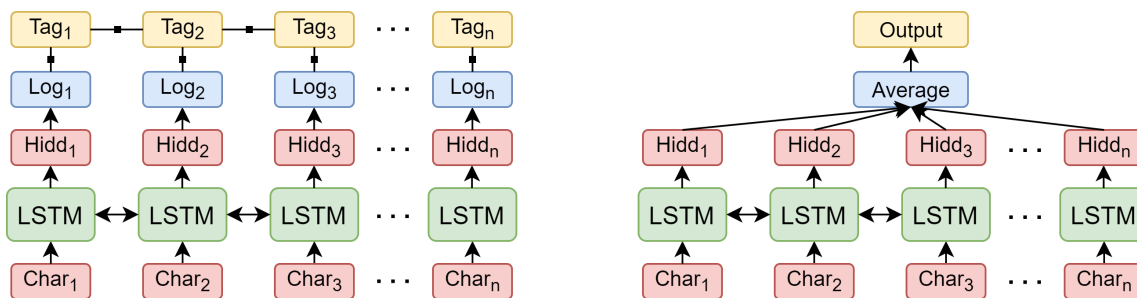 Tag₁ Tag₂ Tag₃ ... Tagₙ
Log₁ Log₂ Log₃ ... Logₙ
Hidd₁ Hidd₂ Hidd₃ ... Hiddₙ
LSTM LSTM LSTM ... LSTM
Char₁ Char₂ Char₃ ... Charₙ
Output
Average
Hidd₁ Hidd₂ Hidd₃ ... Hiddₙ
LSTM LSTM LSTM ... LSTM
Char₁ Char₂ Char₃ ... Charₙ